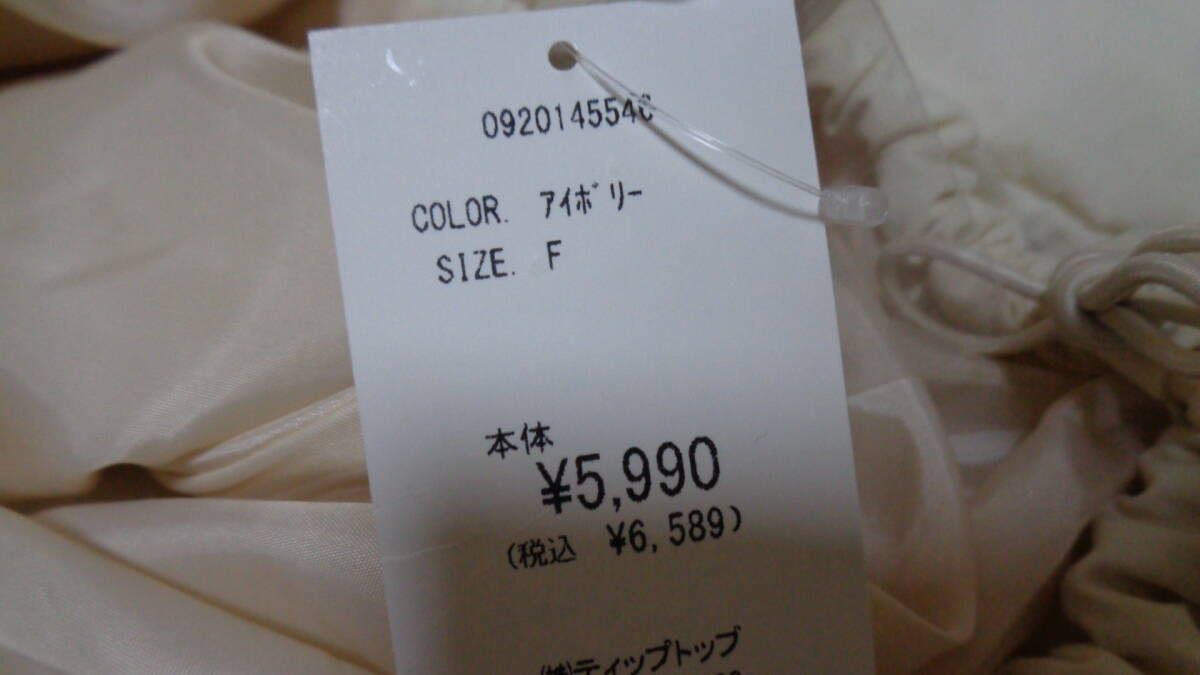 0920145546
COLOR. アイボリー
SIZE. F
本体
¥5,990
(税込 ¥6,589)
(株)ティップトップ